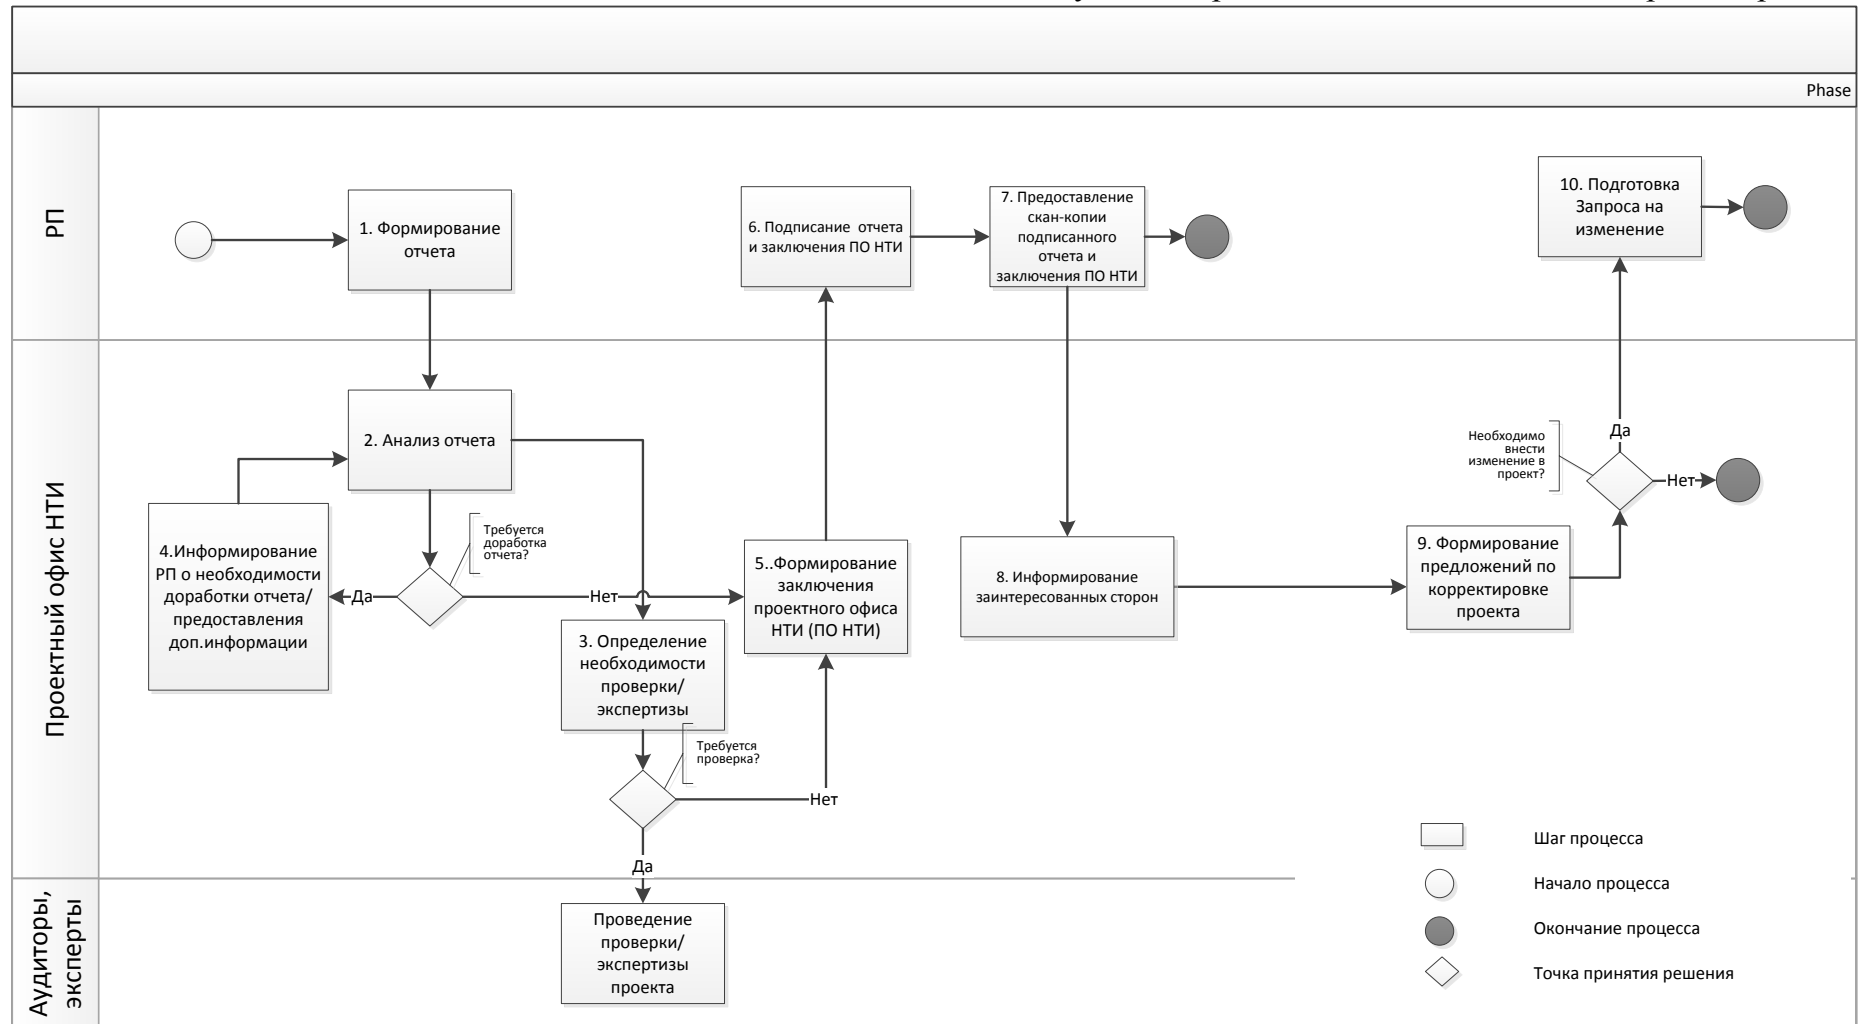 Phase
РП
1. Формирование
отчета
6. Подписание отчета
и заключения ПО НТИ
7. Предоставление
скан-копии
подписанного
отчета и
заключения ПО НТИ
10. Подготовка
Запроса на
изменение
Проектный офис НТИ
2. Анализ отчета
Требуется
доработка
отчета?
4.Информирование
РП о необходимости
доработки отчета/
предоставления
доп.информации
Да
Нет
3. Определение
необходимости
проверки/
экспертизы
Требуется
проверка?
Нет
Да
5..Формирование
заключения
проектного офиса
НТИ (ПО НТИ)
8. Информирование
заинтересованных сторон
9. Формирование
предложений по
корректировке
проекта
Необходимо
внести
изменение в
проект?
Да
Нет
Аудиторы,
эксперты
Проведение
проверки/
экспертизы
проекта
Шаг процесса
Начало процесса
Окончание процесса
Точка принятия решения